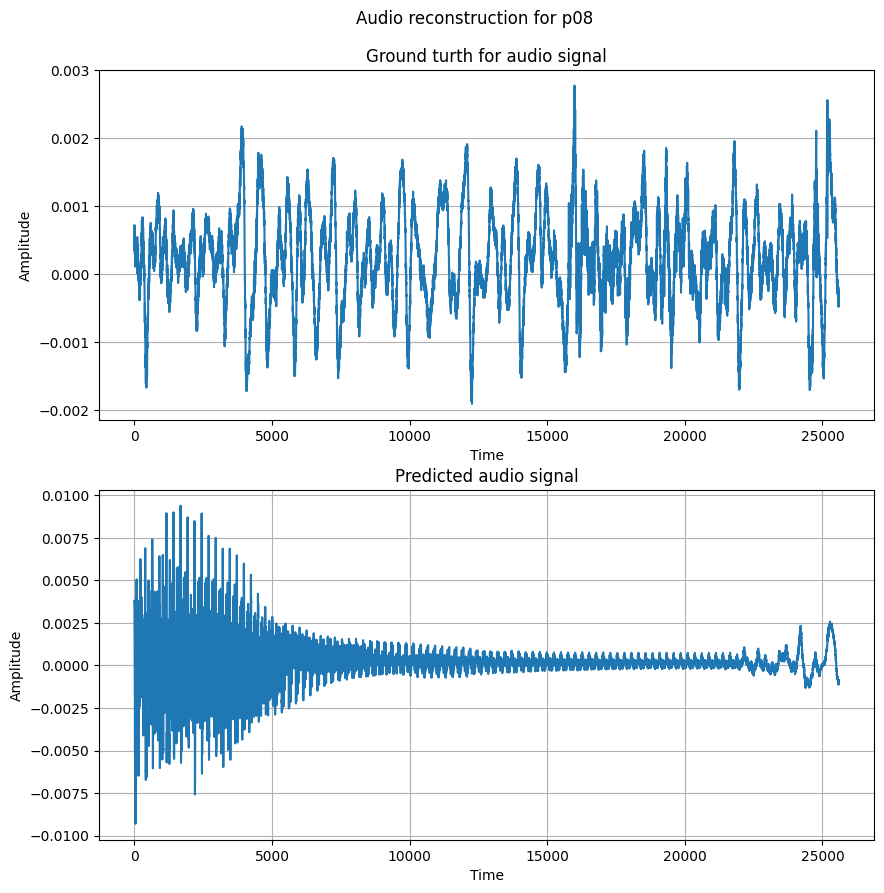 Audio reconstruction for p08
Ground turth for audio signal
0.003
0.002
0.001
0.000
−0.001
−0.002
Amplitude
0 5000 10000 15000 20000 25000
Time
Predicted audio signal
0.0100
0.0075
0.0050
0.0025
0.0000
−0.0025
−0.0050
−0.0075
−0.0100
Amplitude
0 5000 10000 15000 20000 25000
Time